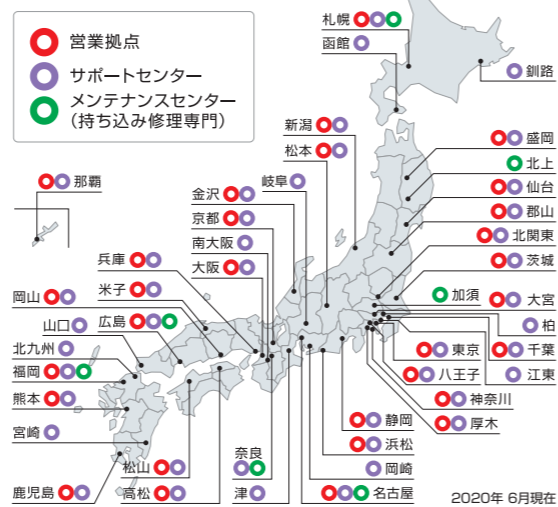 営業拠点
サポートセンター
メンテナンスセンター
(持ち込み修理専門)
札幌
函館
釧路
新潟
松本
盛岡
北上
仙台
郡山
北関東
茨城
那覇
金沢
岐阜
京都
南大阪
大阪
兵庫
米子
岡山
山口
広島
北九州
福岡
熊本
宮崎
鹿児島
加須
大宮
柏
東京
千葉
八王子
江東
神奈川
厚木
静岡
浜松
岡崎
名古屋
奈良
津
松山
高松
2020年 6月現在